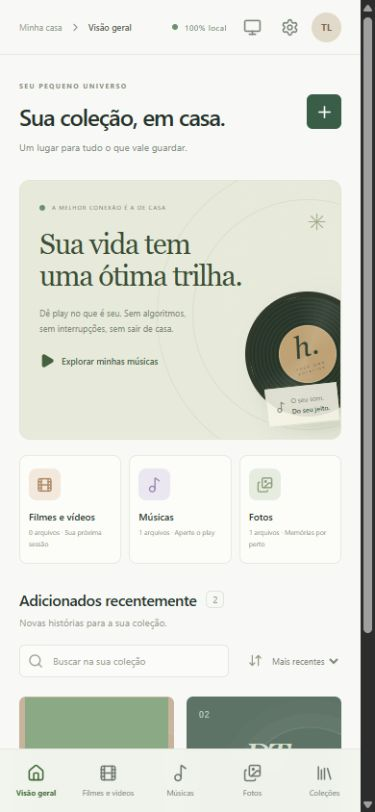 Minha casa > Visão geral
100% local
TL
SEU PEQUENO UNIVERSO
Sua coleção, em casa.
Um lugar para tudo o que vale guardar.
A MELHOR CONEXÃO É A DE CASA
Sua vida tem
uma ótima trilha.
Dê play no que é seu. Sem algoritmos,
sem interrupções, sem sair de casa.
Explorar minhas músicas
h.
O seu som.
Do seu jeito.
Filmes e vídeos
0 arquivos · Sua próxima
sessão
Músicas
1 arquivos · Aperte o play
Fotos
1 arquivos · Memórias por
perto
Adicionados recentemente 2
Novas histórias para a sua coleção.
Buscar na sua coleção
Mais recentes
02
Visão geral
Filmes e vídeos
Músicas
Fotos
Coleções